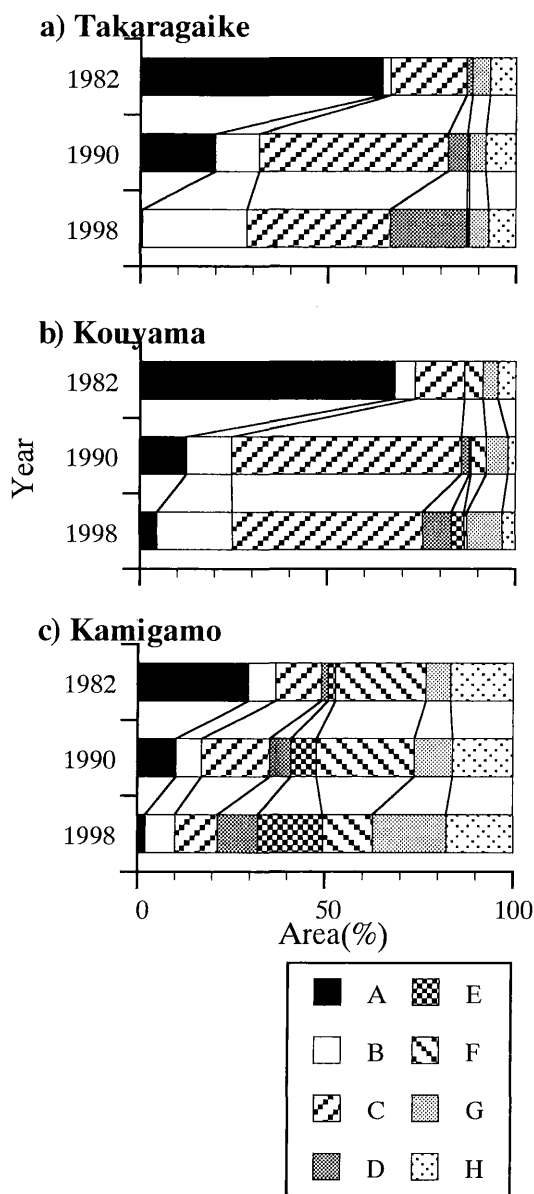 a) Takaragaike
1982
1990
1998
b) Kouyama
1982
1990
1998
Year
c) Kamigamo
1982
1990
1998
0 50 100
Area(%)
A E
B F
C G
D H